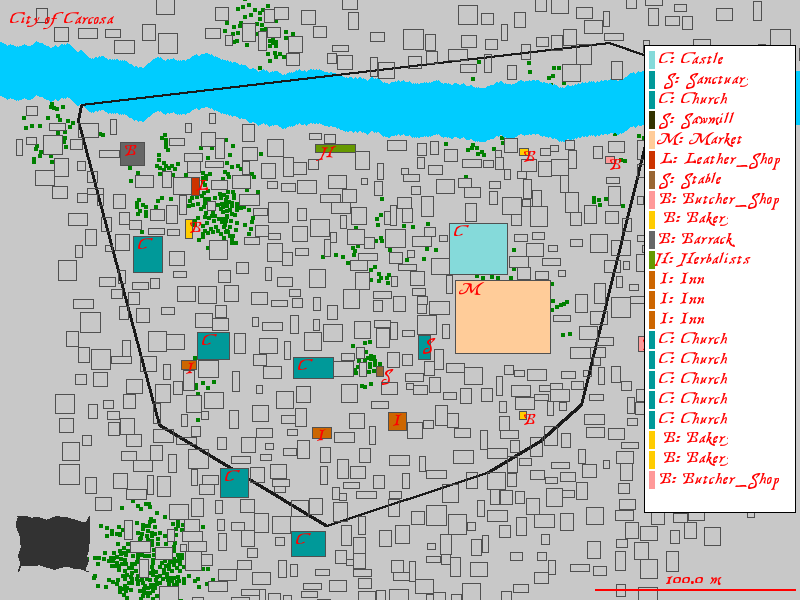 City of Carcosa
C: Castle
S: Sanctuary
C: Church
S: Sawmill
M: Market
L: Leather_Shop
S: Stable
B: Butcher_Shop
B: Baker
B: Barrack
H: Herbalists
I: Inn
I: Inn
I: Inn
C: Church
C: Church
C: Church
C: Church
C: Church
B: Baker
B: Baker
B: Butcher_Shop
B
H
B
B
L
B
C
C
M
C
C
S
I
S
I
I
B
C
C
100.0 m